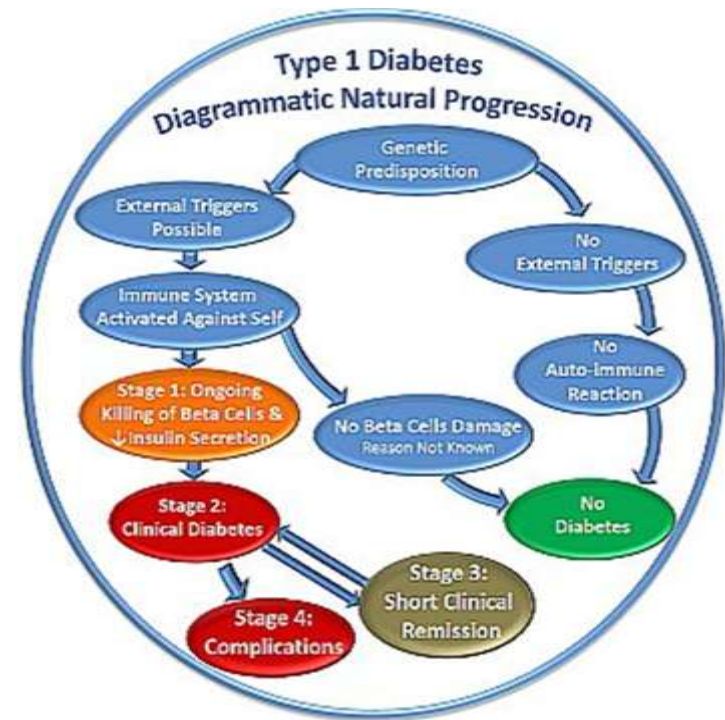 Type 1 Diabetes
Diagrammatic Natural Progression
Genetic
Predisposition
External Triggers
Possible
No
External Triggers
Immune System
Activated Against Self
No
Auto-Immune
Reaction
Stage 1: Ongoing
Killing of Beta Cells &
↓Insulin Secretion
No Beta Cells Damage
Reason Not Known
Stage 2:
Clinical Diabetes
No
Diabetes
Stage 3:
Short Clinical
Remission
Stage 4:
Complications